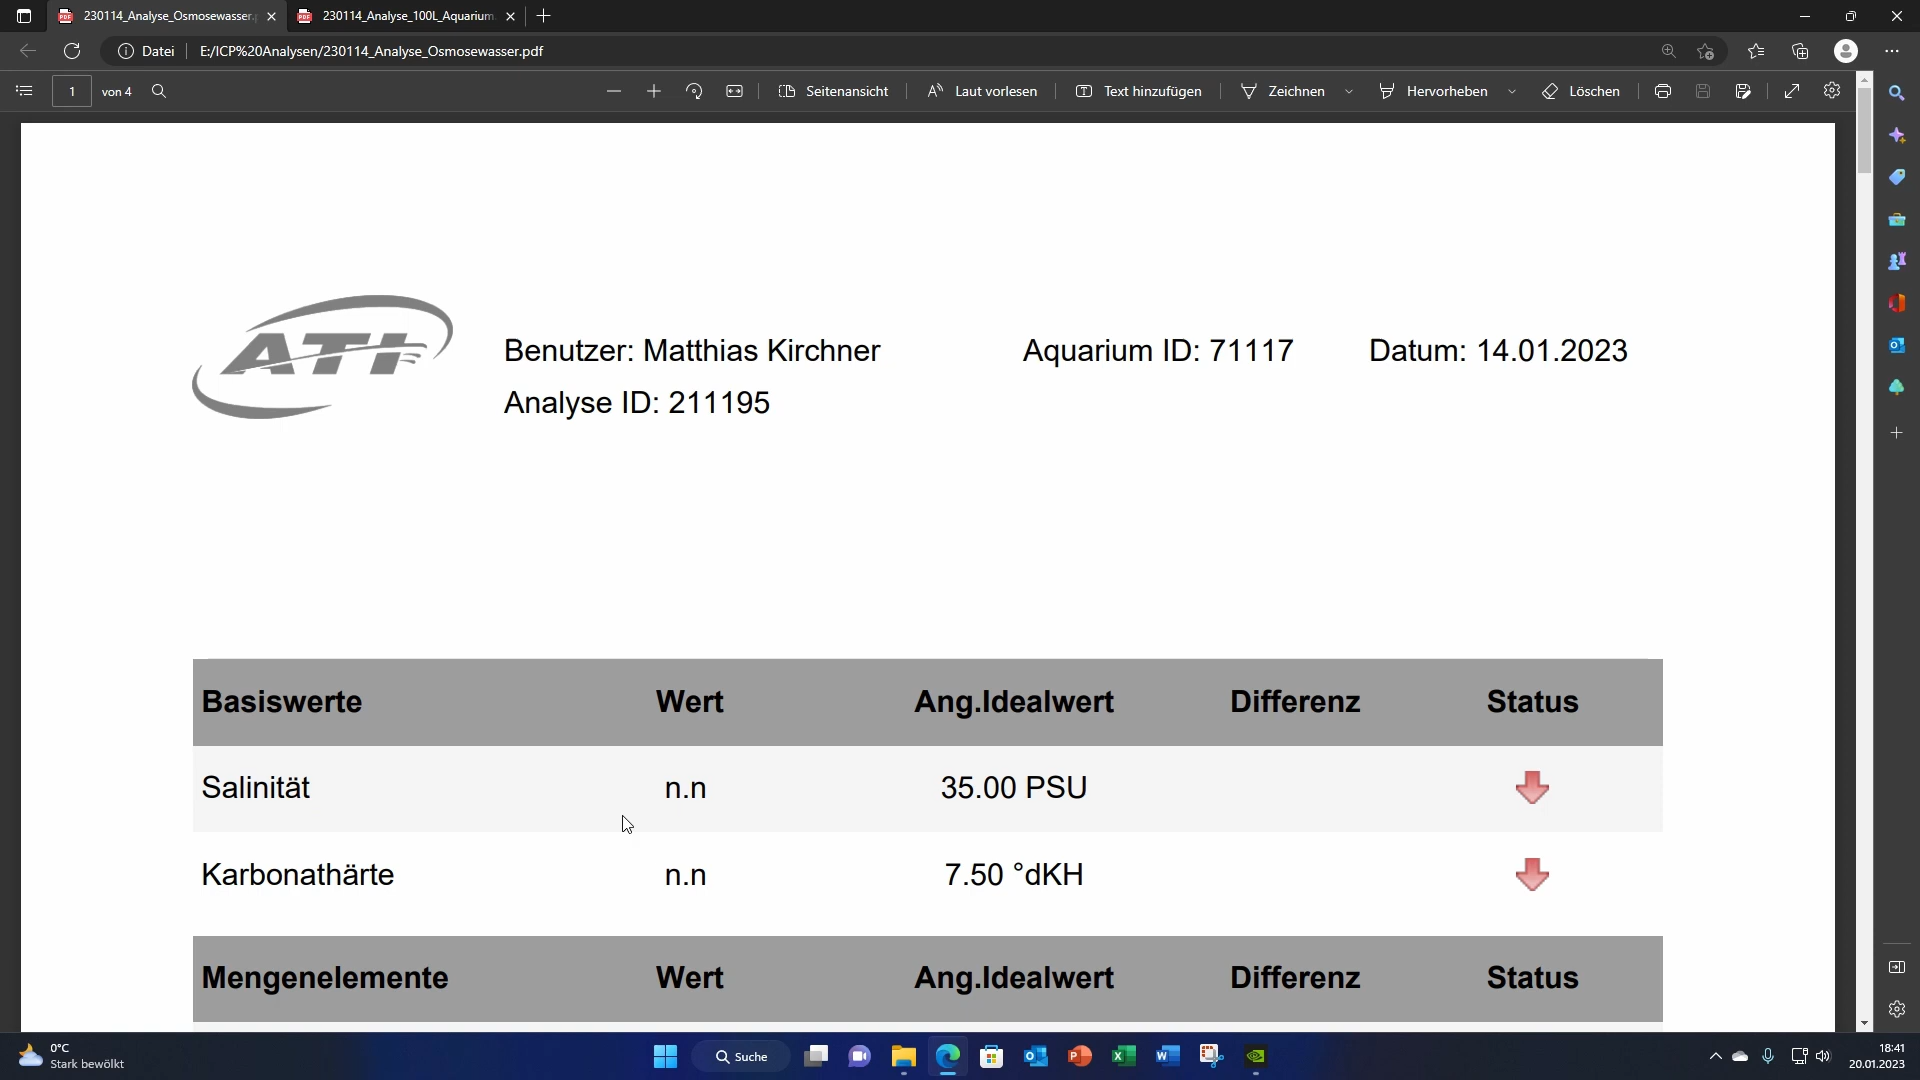 230114_Analyse_Osmosewasser.p
230114_Analyse_100L_Aquarium.
Datei
E:/ICP%20Analysen/230114_Analyse_Osmosewasser.pdf
1 von 4
Seitenansicht
Laut vorlesen
Text hinzufügen
Zeichnen
Hervorheben
Löschen
ATI
Benutzer: Matthias Kirchner Aquarium ID: 71117 Datum: 14.01.2023
Analyse ID: 211195
Basiswerte Wert Ang.Idealwert Differenz Status
Salinität n.n 35.00 PSU
Karbonathärte n.n 7.50 °dKH
Mengenelemente Wert Ang.Idealwert Differenz Status
0°C
Stark bewölkt
Suche
18:41
20.01.2023